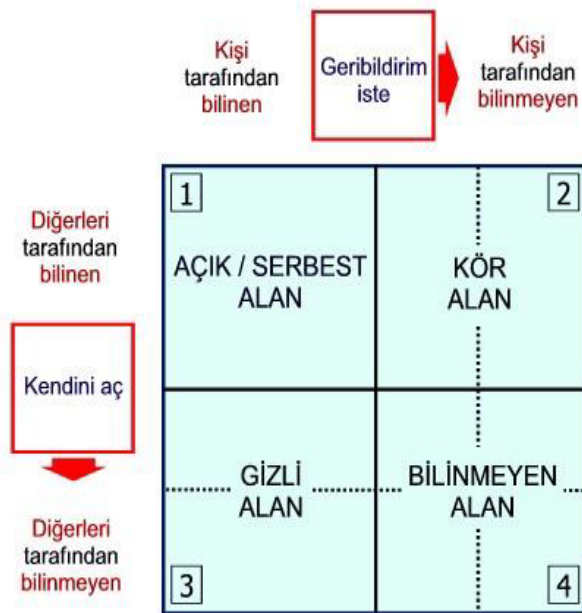 Kişi
tarafından
bilinen
Geribildirim
iste
Kişi
tarafından
bilinmeyen
Diğerleri
tarafından
bilinen
1
AÇIK / SERBEST
ALAN
2
KÖR
ALAN
Kendini aç
GİZLİ
ALAN
3
BİLİNMEYEN
ALAN
4
Diğerleri
tarafından
bilinmeyen